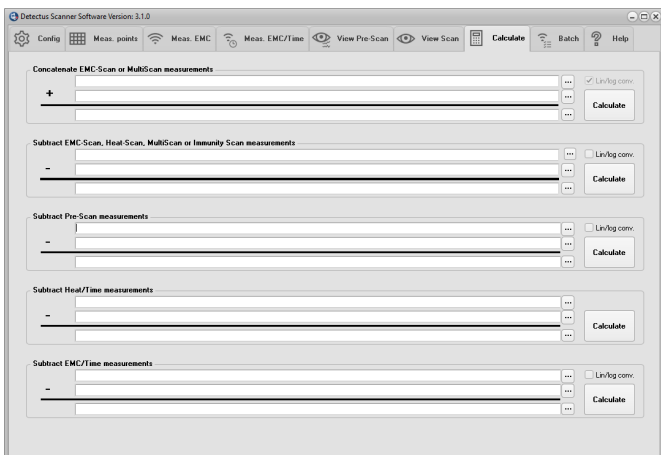 Detectus Scanner Software Version: 3.1.0
Config Meas. points Meas. EMC Meas. EMC/Time View Pre-Scan View Scan Calculate Batch Help
Concatenate EMC-Scan or MultiScan measurements
... Lin/log conv.
+ ... Calculate
...
Subtract EMC-Scan, Heat-Scan, MultiScan or Immunity Scan measurements
... Lin/log conv.
- ... Calculate
...
Subtract Pre-Scan measurements
... Lin/log conv.
- ... Calculate
...
Subtract Heat/Time measurements
...
- ... Calculate
...
Subtract EMC/Time measurements
... Lin/log conv.
- ... Calculate
...